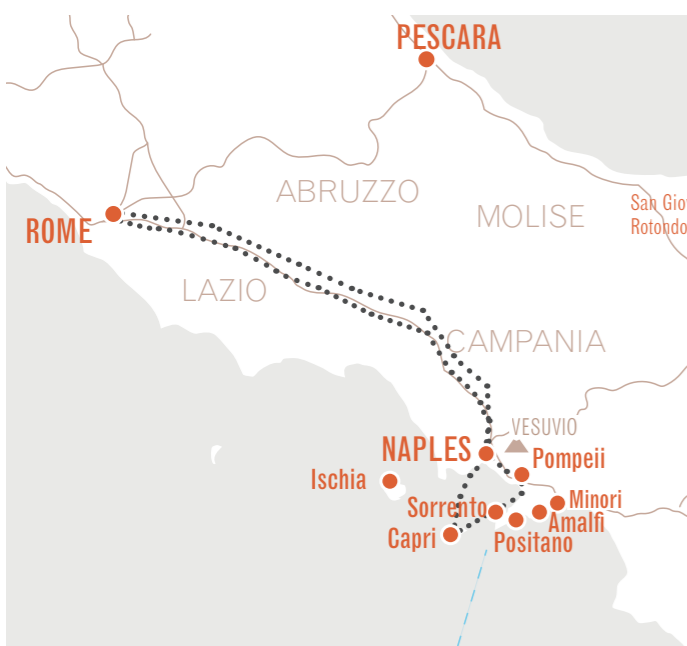 PESCARA
ABRUZZO
MOLISE
San Gio
Rotondo
ROME
LAZIO
CAMPANIA
VESUVIO
NAPLES
Pompeii
Ischia
Minori
Sorrento
Amalfi
Capri
Positano